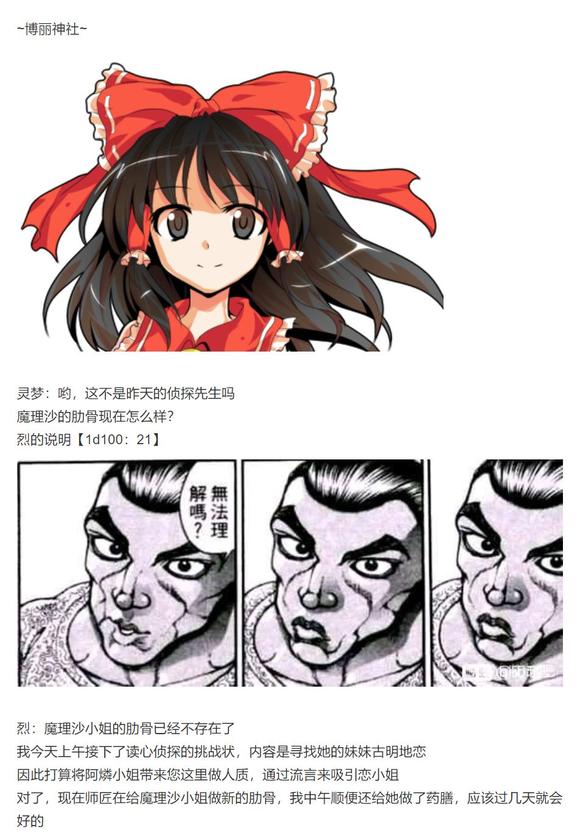 ~博丽神社~
灵梦：哟，这不是昨天的侦探先生吗
魔理沙的肋骨现在怎么样？
烈的说明【1d100：21】
無法理
解嗎？
烈：魔理沙小姐的肋骨已经不存在了
我今天上午接下了读心侦探的挑战状，内容是寻找她的妹妹古明地恋
因此打算将阿燐小姐带来您这里做人质，通过流言来吸引恋小姐
对了，现在师匠在给魔理沙小姐做新的肋骨，我中午顺便还给她做了药膳，应该过几天就会
好的